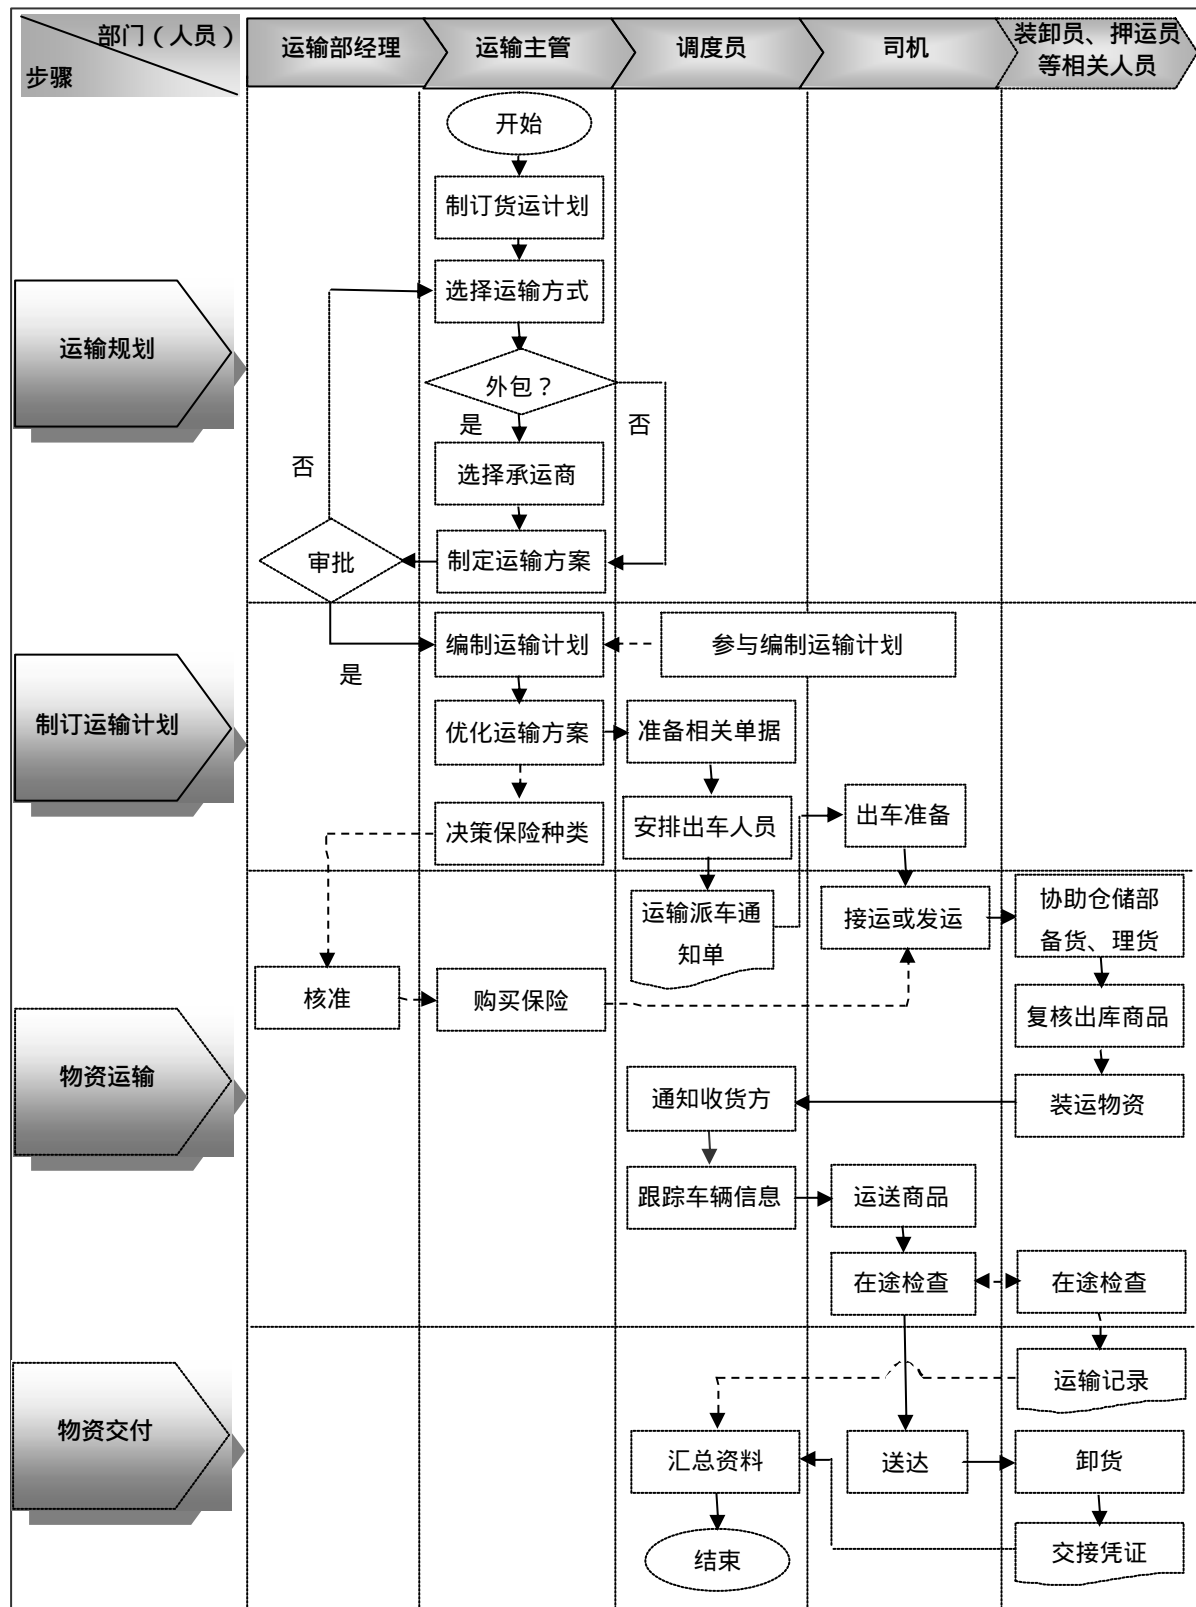 部门（人员）
步骤
运输部经理
运输主管
调度员
司机
装卸员、押运员
等相关人员
开始
制订货运计划
选择运输方式
运输规划
外包？
是
否
否
选择承运商
审批
制定运输方案
编制运输计划
参与编制运输计划
是
制订运输计划
优化运输方案
准备相关单据
决策保险种类
安排出车人员
出车准备
运输派车通
知单
接运或发运
协助仓储部
备货、理货
核准
购买保险
复核出库商品
物资运输
通知收货方
装运物资
跟踪车辆信息
运送商品
在途检查
在途检查
运输记录
物资交付
汇总资料
送达
卸货
结束
交接凭证